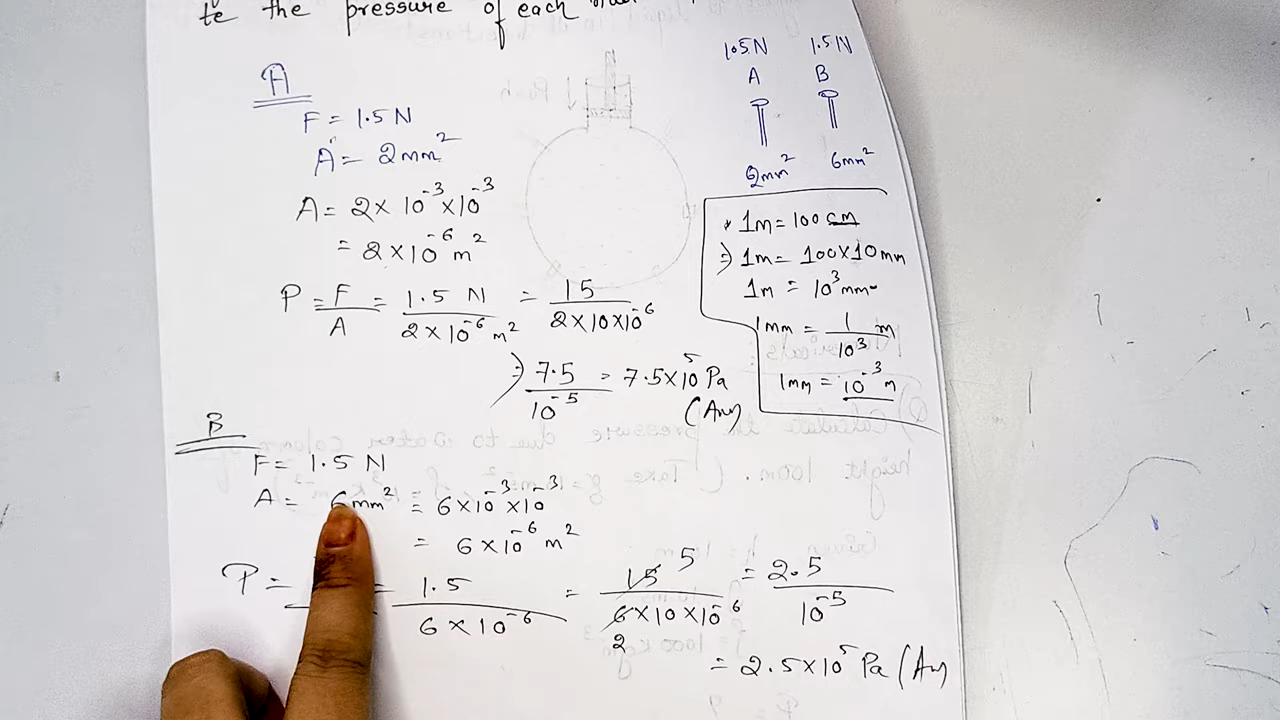 te the pressure of each
A
F = 1.5 N
A = 2mm²
A = 2 × 10⁻³ × 10⁻³
= 2 × 10⁻⁶ m²
P = F/A = 1.5 N / 2 × 10⁻⁶ m² = 15 / 2 × 10 × 10⁻⁶
⇒ 7.5 / 10⁻⁵ = 7.5 × 10⁵ Pa
(Ans)
1.5N 1.5N
A B
2mm² 6mm²
* 1m = 100 cm
⇒ 1m = 100 × 10 mm
1m = 10³ mm
1mm = 1 / 10³ m
1mm = 10⁻³ m
B
F = 1.5 N
A = 6mm² = 6 × 10⁻³ × 10⁻³
= 6 × 10⁻⁶ m²
P = = 1.5 / 6 × 10⁻⁶ = 15 5 / 6 × 10 × 10⁻⁶ 2 = 2.5 / 10⁻⁵
= 2.5 × 10⁵ Pa (Ans